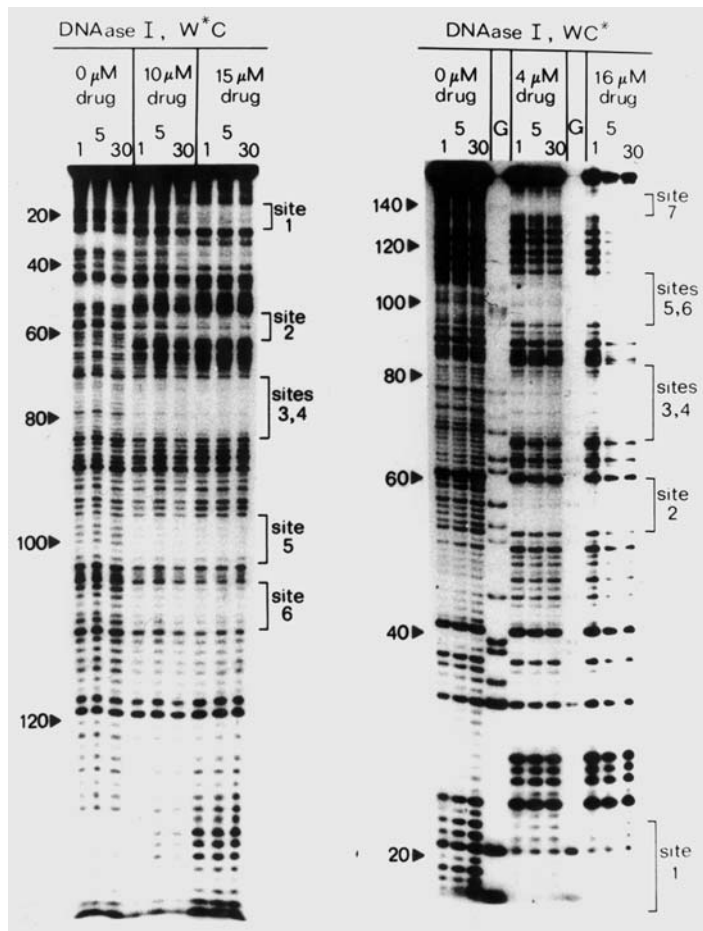 DNAase I, W*C
0 µM 10 µM 15 µM
drug drug drug
5 5 5
1 30 1 30 1 30
20
40
60
80
100
120
site
1
site
2
sites
3,4
site
5
site
6
DNAase I, WC*
0 µM 4 µM 16 µM
drug drug drug
5 G 5 G 5
1 30 1 30 1 30
140
120
100
80
60
40
20
site
7
sites
5,6
sites
3,4
site
2
site
1